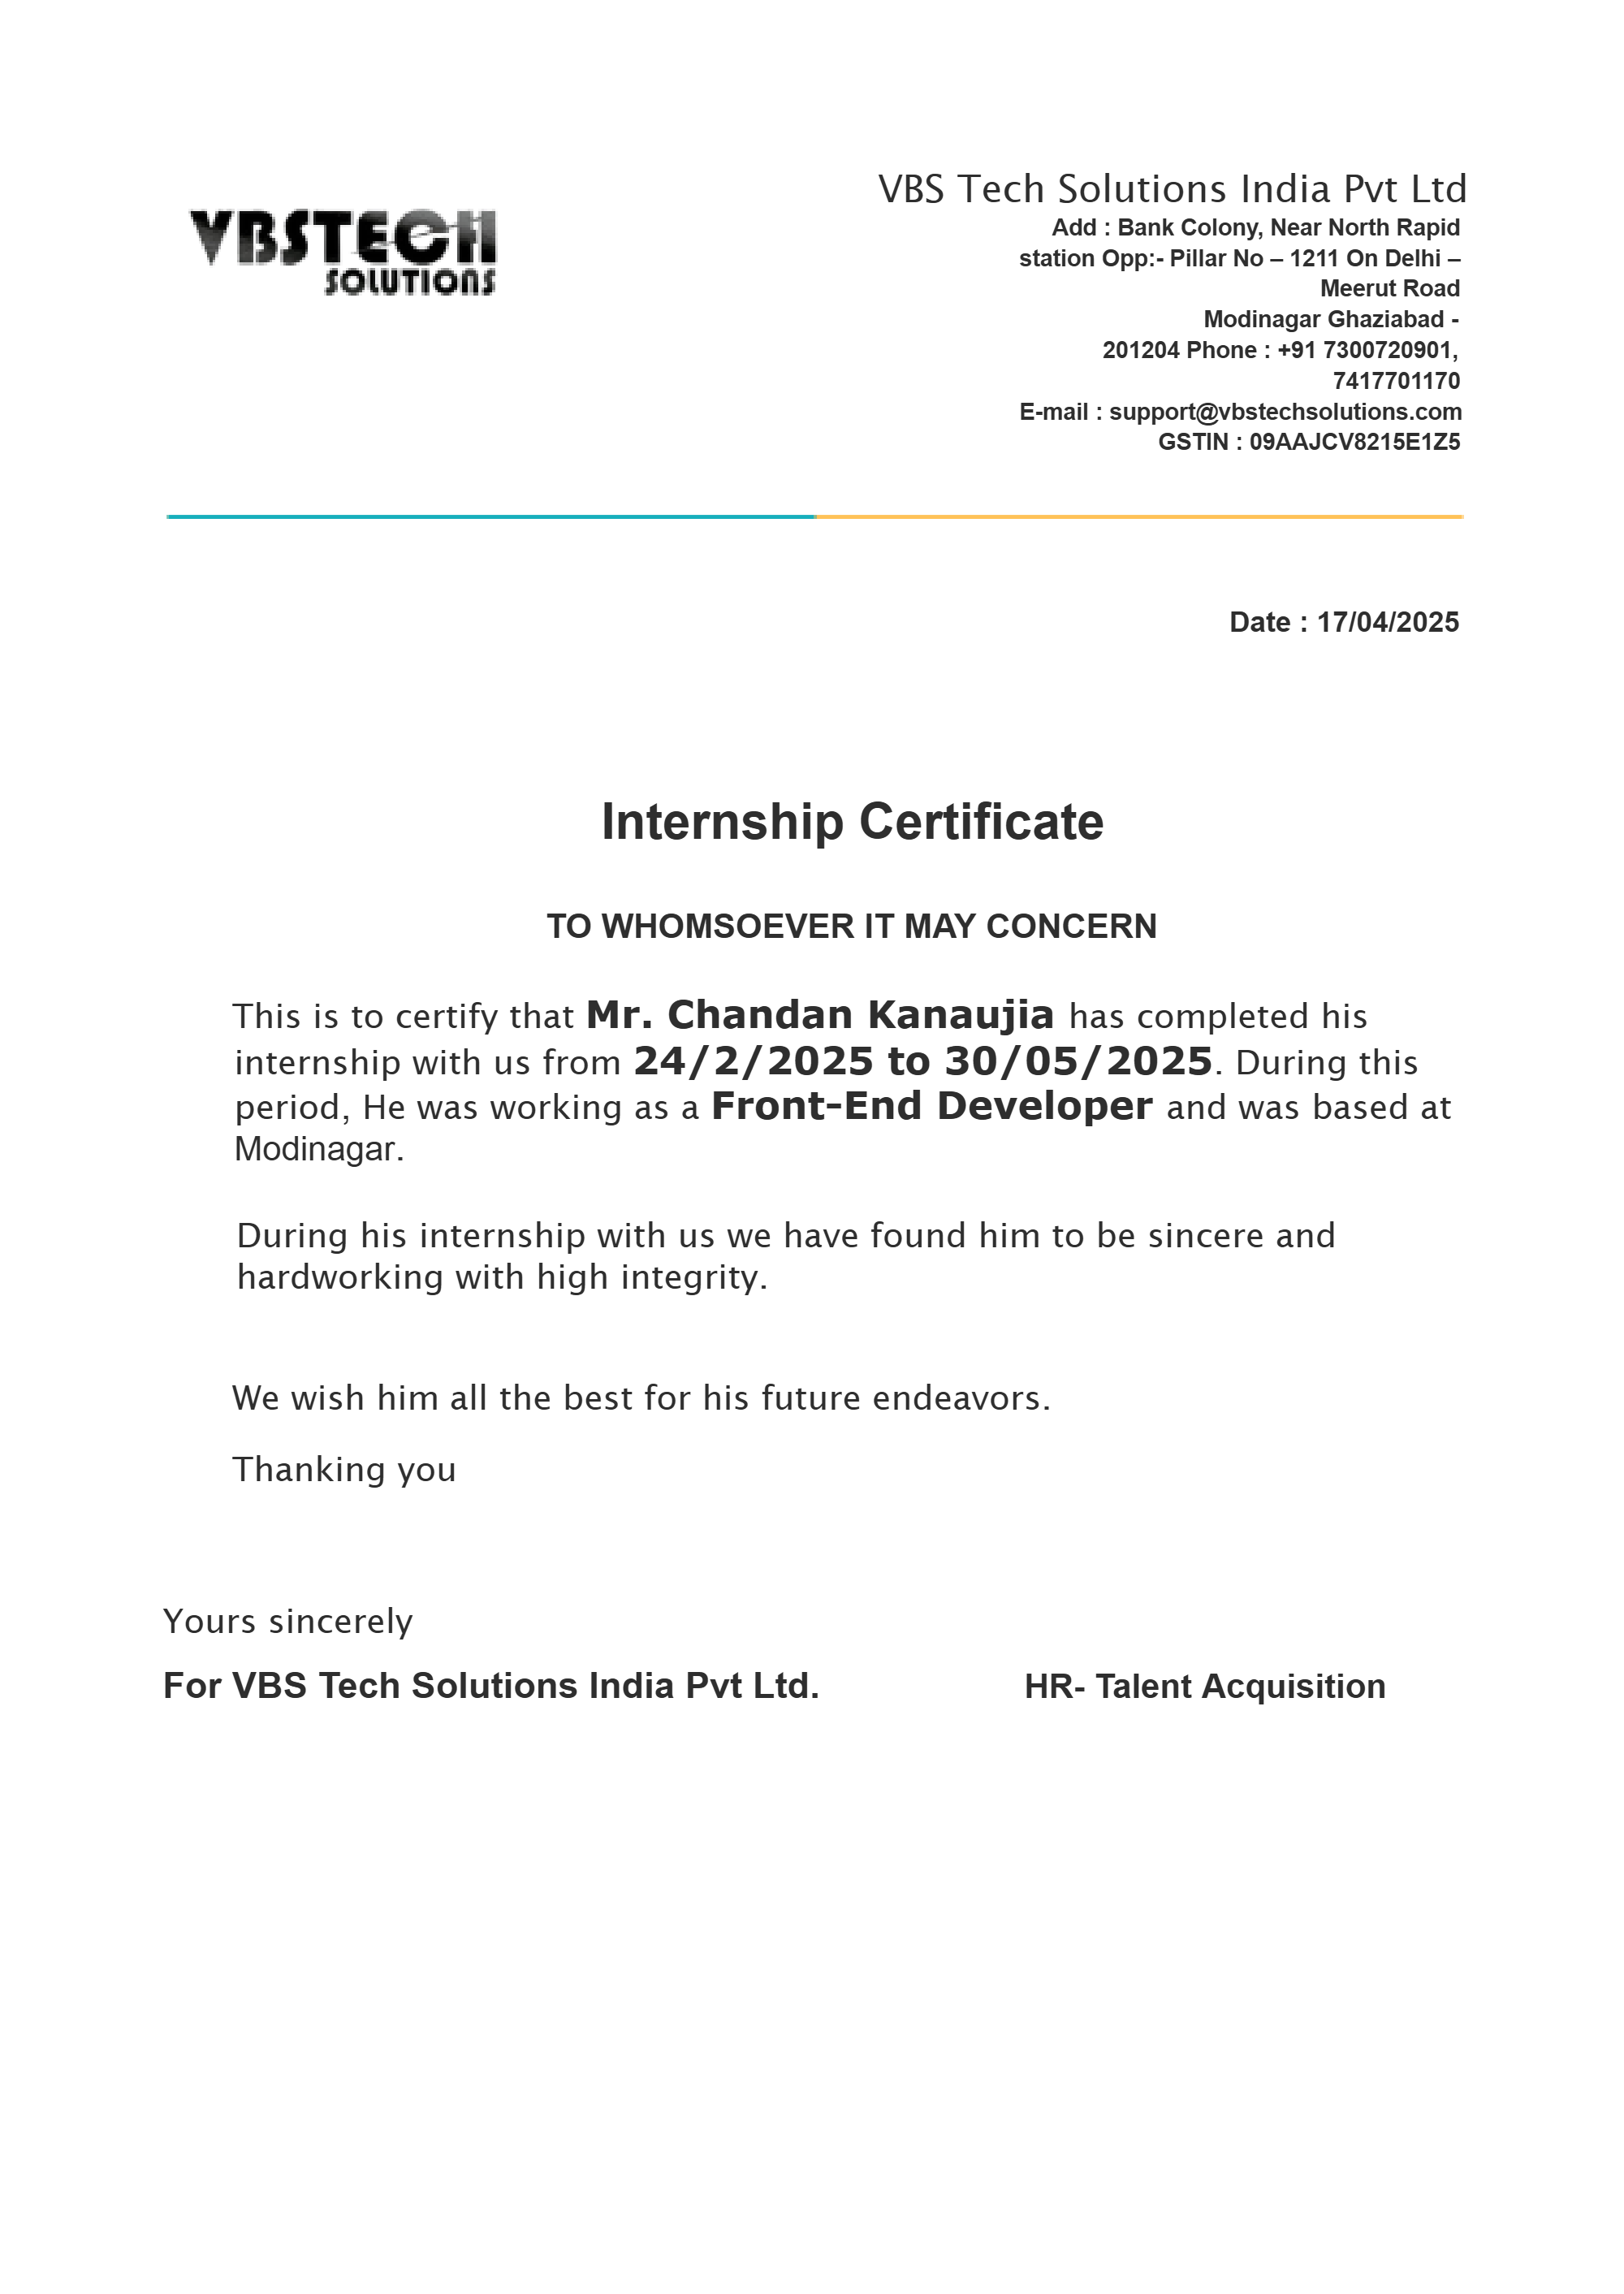 VBSTECH
SOLUTIONS
VBS Tech Solutions India Pvt Ltd
Add : Bank Colony, Near North Rapid
station Opp:- Pillar No – 1211 On Delhi –
Meerut Road
Modinagar Ghaziabad -
201204 Phone : +91 7300720901,
7417701170
E-mail : support@vbstechsolutions.com
GSTIN : 09AAJCV8215E1Z5
Date : 17/04/2025
Internship Certificate
TO WHOMSOEVER IT MAY CONCERN
This is to certify that Mr. Chandan Kanaujia has completed his
internship with us from 24/2/2025 to 30/05/2025. During this
period, He was working as a Front-End Developer and was based at
Modinagar.
During his internship with us we have found him to be sincere and
hardworking with high integrity.
We wish him all the best for his future endeavors.
Thanking you
Yours sincerely
For VBS Tech Solutions India Pvt Ltd. HR- Talent Acquisition